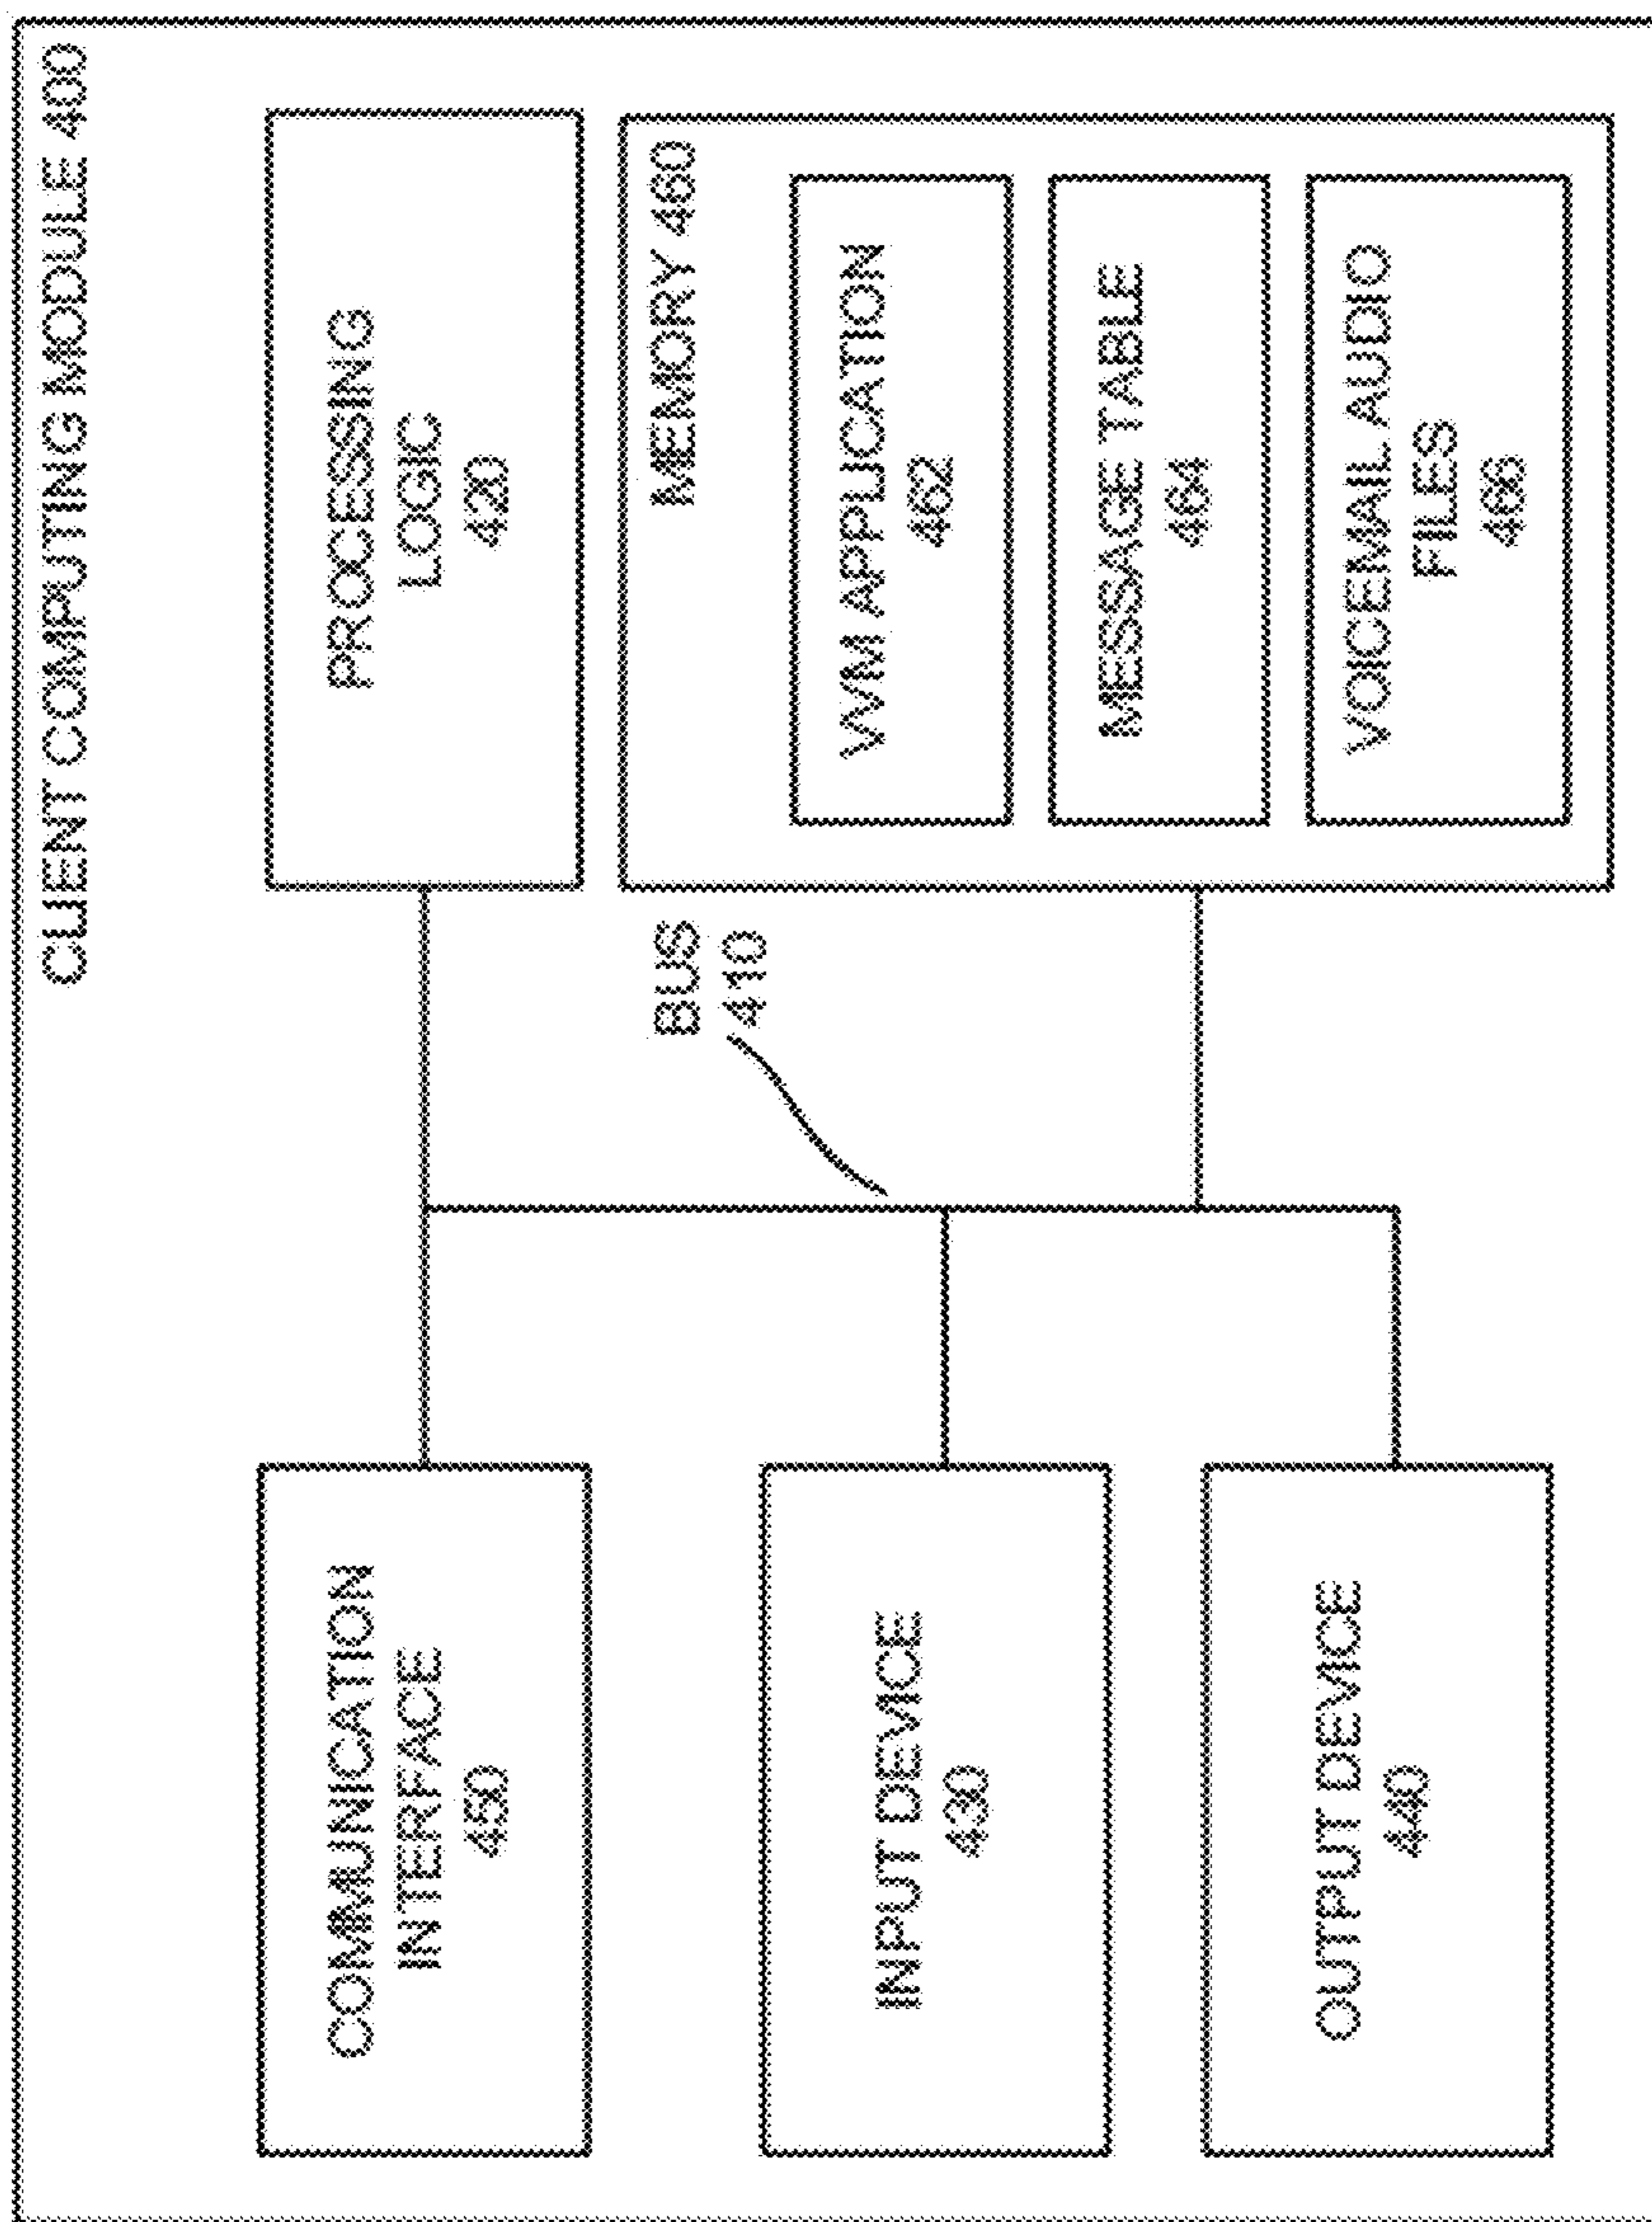 CLIENT COMPUTING MODULE 400
COMMUNICATION
INTERFACE
450
PROCESSING
LOGIC
420
BUS
410
MEMORY 460
INPUT DEVICE
430
VVM APPLICATION
462
MESSAGE TABLE
464
OUTPUT DEVICE
440
VOICEMAIL AUDIO
FILES
466